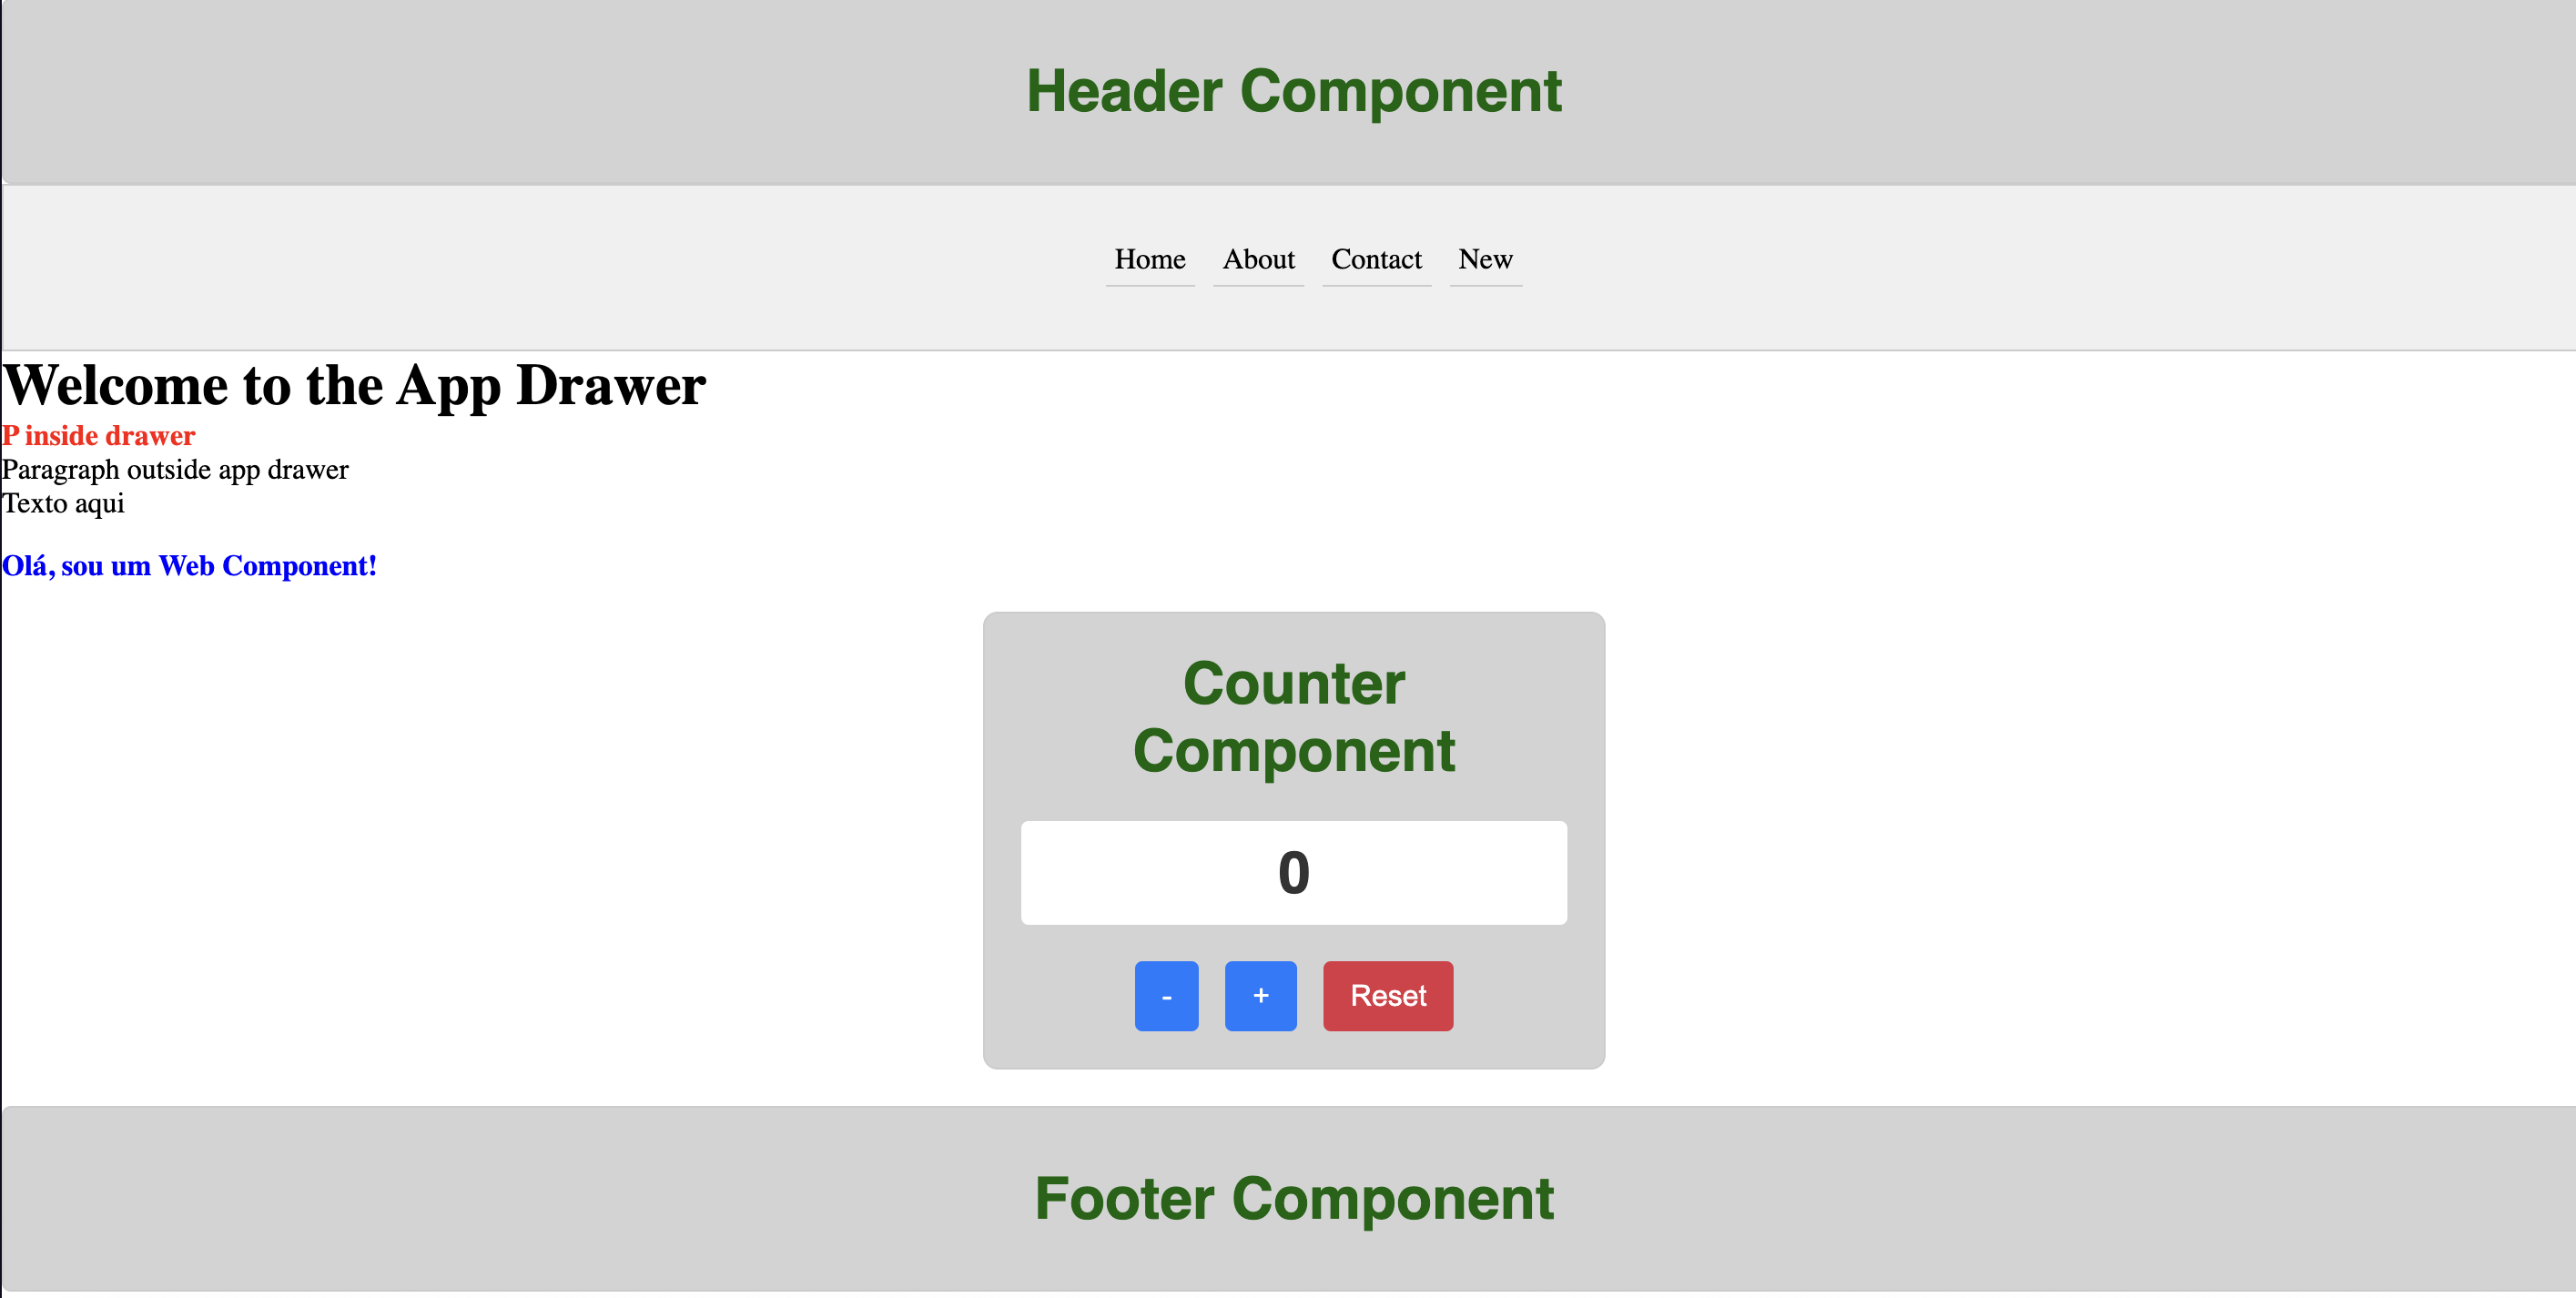 Header Component
Home About Contact New
Welcome to the App Drawer
P inside drawer
Paragraph outside app drawer
Texto aqui
Olá, sou um Web Component!
Counter
Component
0
- + Reset
Footer Component